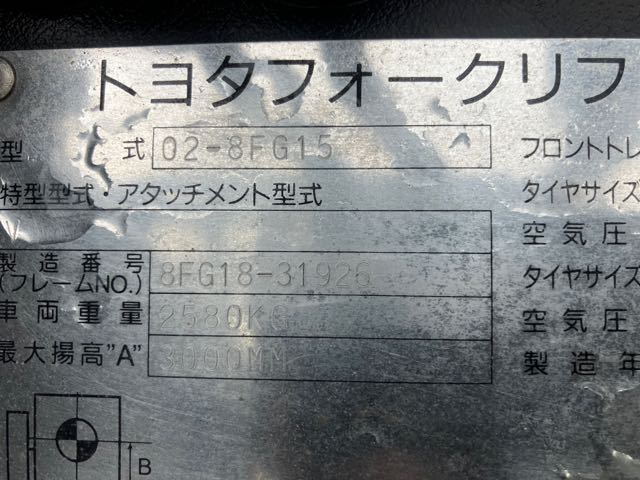 トヨタフォークリフ
型 式 02-8FG15 フロントトレ
特型型式・アタッチメント型式 タイヤサイズ
空気圧
製造番号 8FG18-31926 タイヤサイズ
(フレームNO.)
車両重量 2580KG 空気圧
最大揚高"A" 3000MM 製造年
B